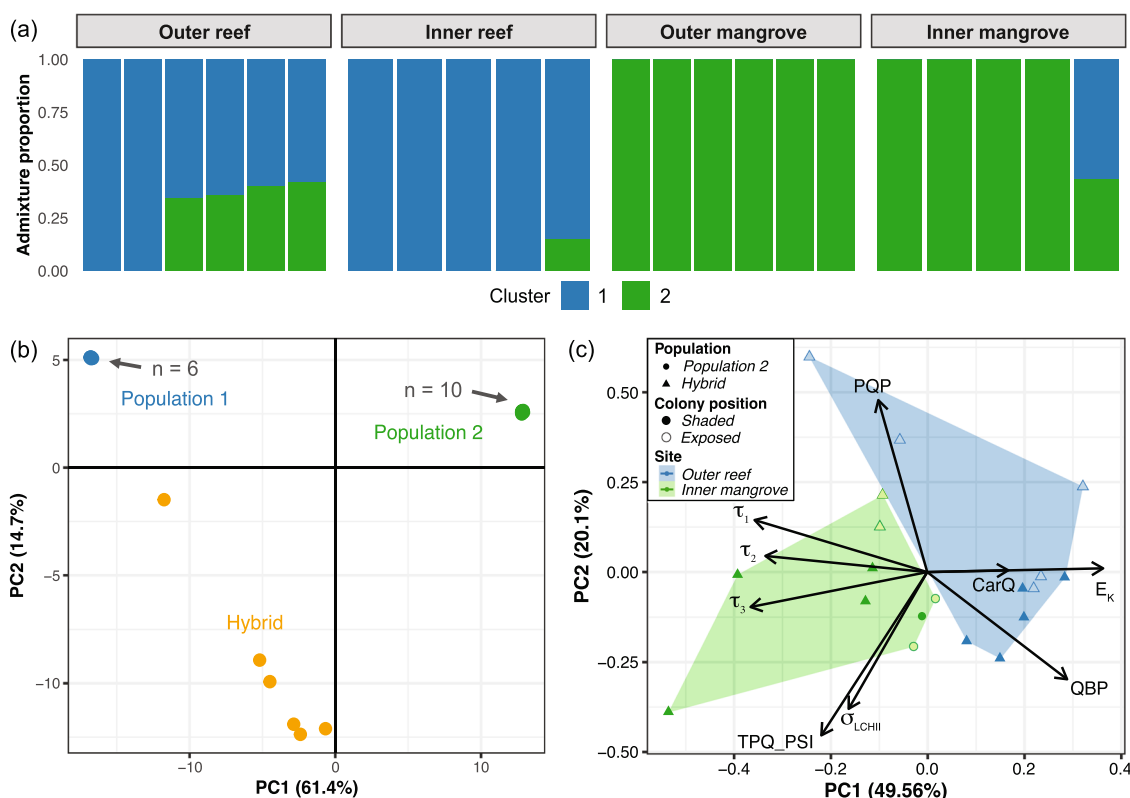 (a)
Outer reef
Inner reef
Outer mangrove
Inner mangrove
Admixture proportion
1.00
0.75
0.50
0.25
0.00
Cluster
1
2
(b)
PC2 (14.7%)
5
0
−5
−10
n = 6
Population 1
n = 10
Population 2
Hybrid
−10
0
10
PC1 (61.4%)
(c)
PC2 (20.1%)
0.50
0.25
0.00
−0.25
−0.50
Population
Population 2
Hybrid
Colony position
Shaded
Exposed
Site
Outer reef
Inner mangrove
PQP
τ1
τ2
τ3
CarQ
EK
QBP
σLCHII
TPQ_PSI
−0.4
−0.2
0.0
0.2
0.4
PC1 (49.56%)